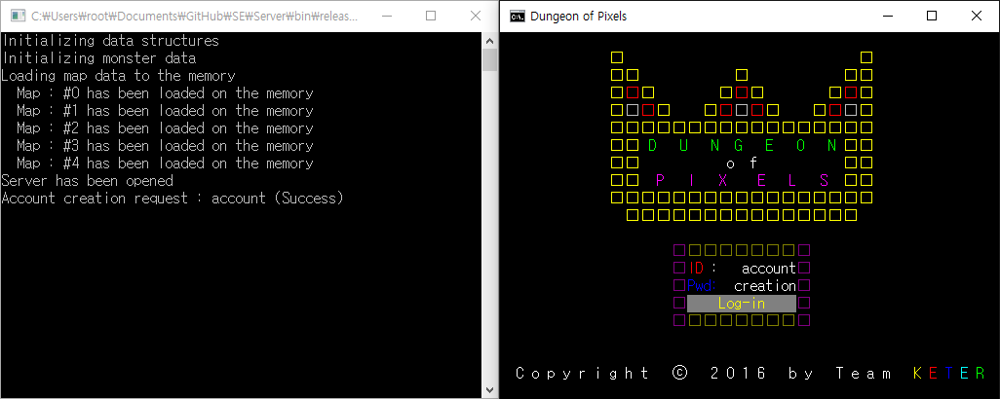 C:₩Users₩root₩Documents₩GitHub₩SE₩Server₩bin₩releas...
Initializing data structures
Initializing monster data
Loading map data to the memory
Map : #0 has been loaded on the memory
Map : #1 has been loaded on the memory
Map : #2 has been loaded on the memory
Map : #3 has been loaded on the memory
Map : #4 has been loaded on the memory
Server has been opened
Account creation request : account (Success)
Dungeon of Pixels
D U N G E O N
o f
P I X E L S
ID : account
Pwd: creation
Log-in
Copyright ⓒ 2016 by Team KETER